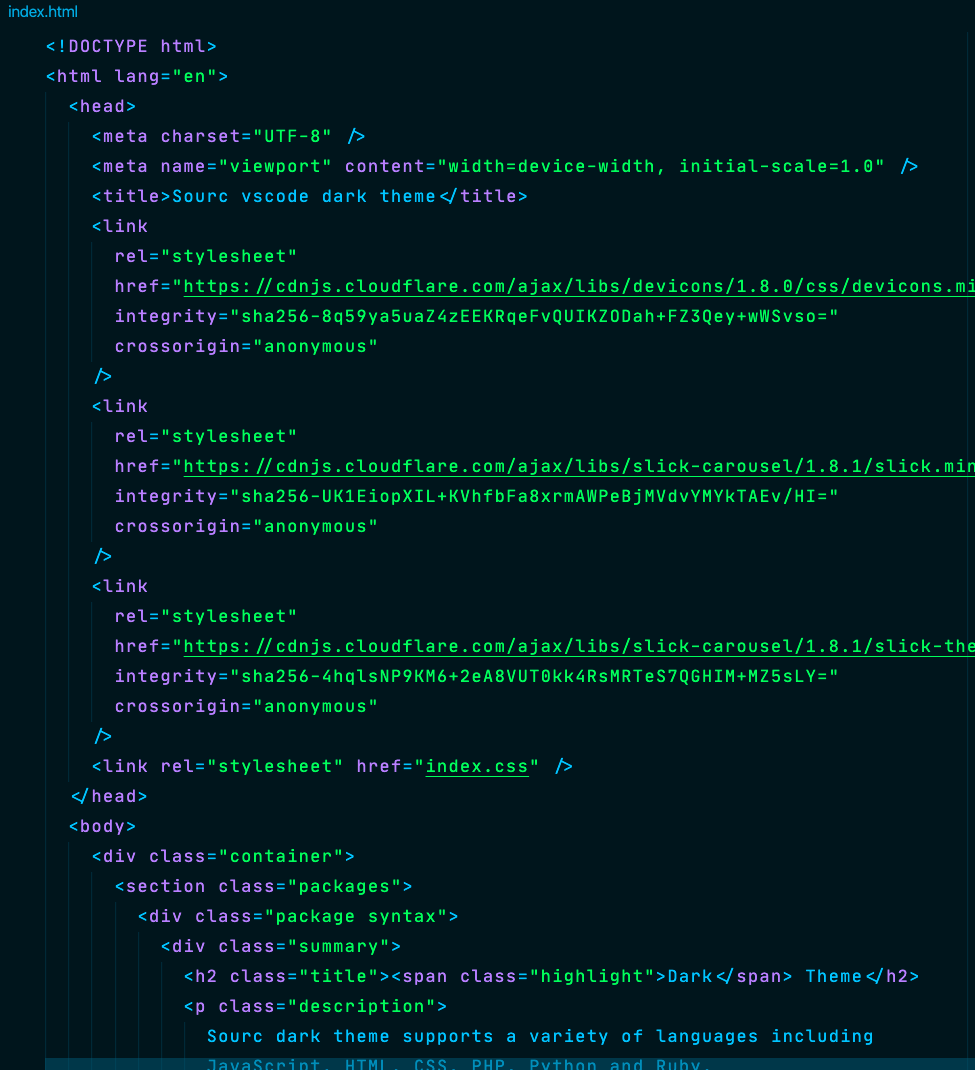 index.html
<!DOCTYPE html>
<html lang="en">
<head>
<meta charset="UTF-8" />
<meta name="viewport" content="width=device-width, initial-scale=1.0" />
<title>Sourc vscode dark theme</title>
<link
rel="stylesheet"
href="https://cdnjs.cloudflare.com/ajax/libs/devicons/1.8.0/css/devicons.mi
integrity="sha256-8q59ya5uaZ4zEEKRqeFvQUIKZODah+FZ3Qey+wWSvso="
crossorigin="anonymous"
/>
<link
rel="stylesheet"
href="https://cdnjs.cloudflare.com/ajax/libs/slick-carousel/1.8.1/slick.min
integrity="sha256-UK1EiopXIL+KVhfbFa8xrmAWPeBjMVdvYMYkTAEv/HI="
crossorigin="anonymous"
/>
<link
rel="stylesheet"
href="https://cdnjs.cloudflare.com/ajax/libs/slick-carousel/1.8.1/slick-the
integrity="sha256-4hqlsNP9KM6+2eA8VUT0kk4RsMRTeS7QGHIM+MZ5sLY="
crossorigin="anonymous"
/>
<link rel="stylesheet" href="index.css" />
</head>
<body>
<div class="container">
<section class="packages">
<div class="package syntax">
<div class="summary">
<h2 class="title"><span class="highlight">Dark</span> Theme</h2>
<p class="description">
Sourc dark theme supports a variety of languages including
JavaScript, HTML, CSS, PHP, Python and Ruby.